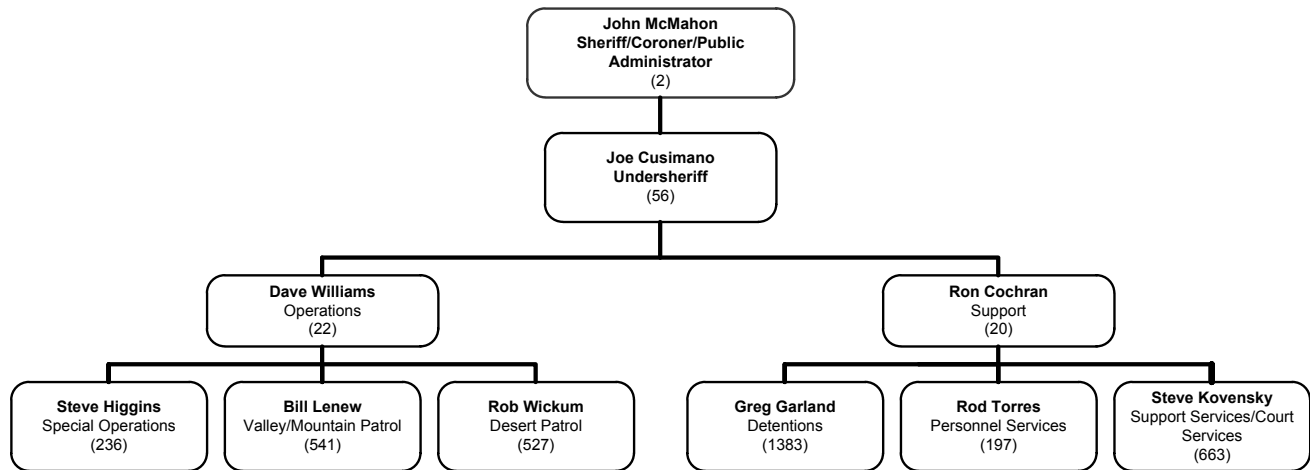 John McMahon
Sheriff/Coroner/Public
Administrator
(2)
Joe Cusimano
Undersheriff
(56)
Dave Williams
Operations
(22)
Ron Cochran
Support
(20)
Steve Higgins
Special Operations
(236)
Bill Lenew
Valley/Mountain Patrol
(541)
Rob Wickum
Desert Patrol
(527)
Greg Garland
Detentions
(1383)
Rod Torres
Personnel Services
(197)
Steve Kovensky
Support Services/Court
Services
(663)